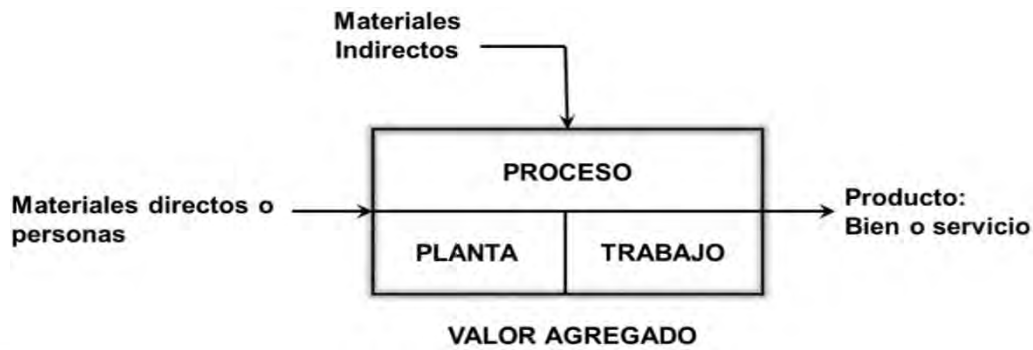 Materiales
Indirectos
PROCESO
Materiales directos o
personas
Producto:
Bien o servicio
PLANTA
TRABAJO
VALOR AGREGADO